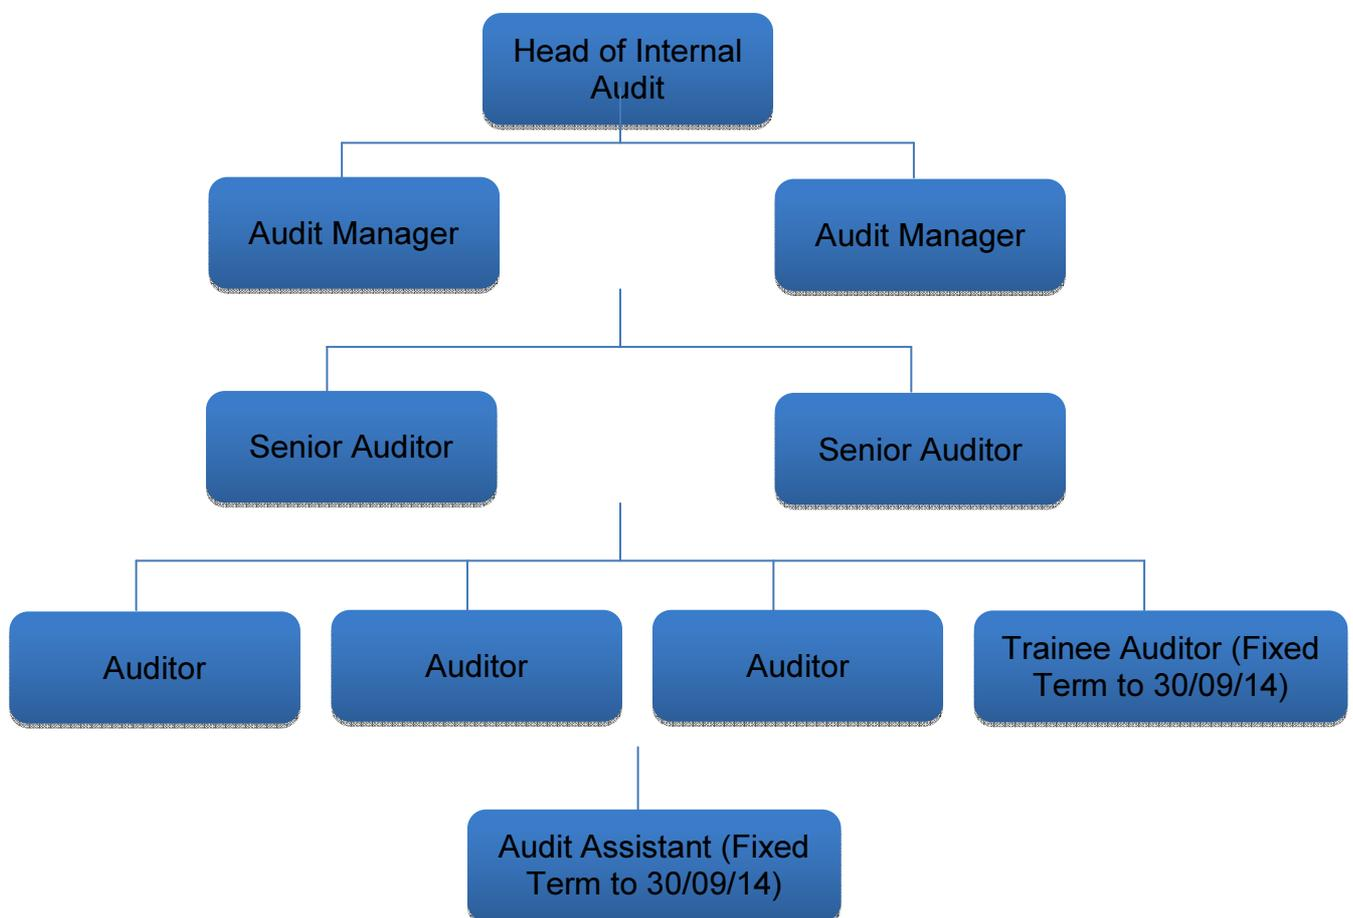 Head of Internal
Audit
Audit Manager
Audit Manager
Senior Auditor
Senior Auditor
Auditor
Auditor
Auditor
Trainee Auditor (Fixed
Term to 30/09/14)
Audit Assistant (Fixed
Term to 30/09/14)